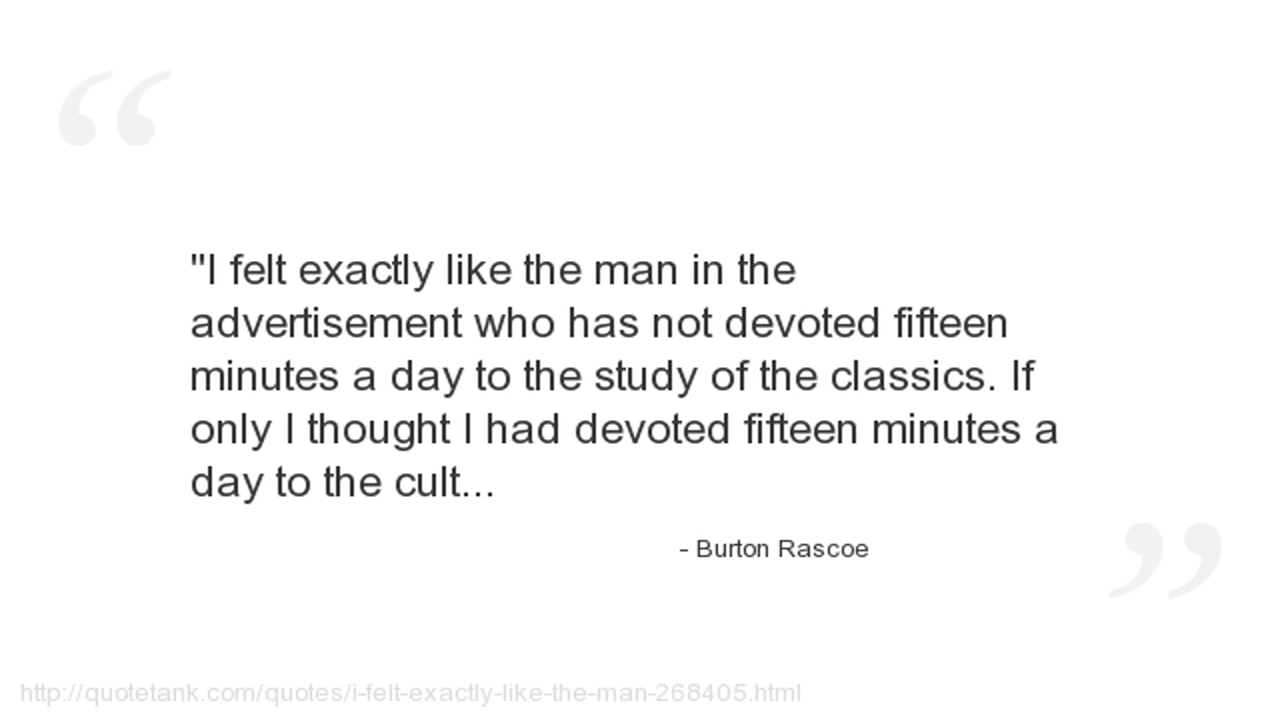 "I felt exactly like the man in the
advertisement who has not devoted fifteen
minutes a day to the study of the classics. If
only I thought I had devoted fifteen minutes a
day to the cult...
- Burton Rascoe
http://quotetank.com/quotes/i-felt-exactly-like-the-man-268405.html